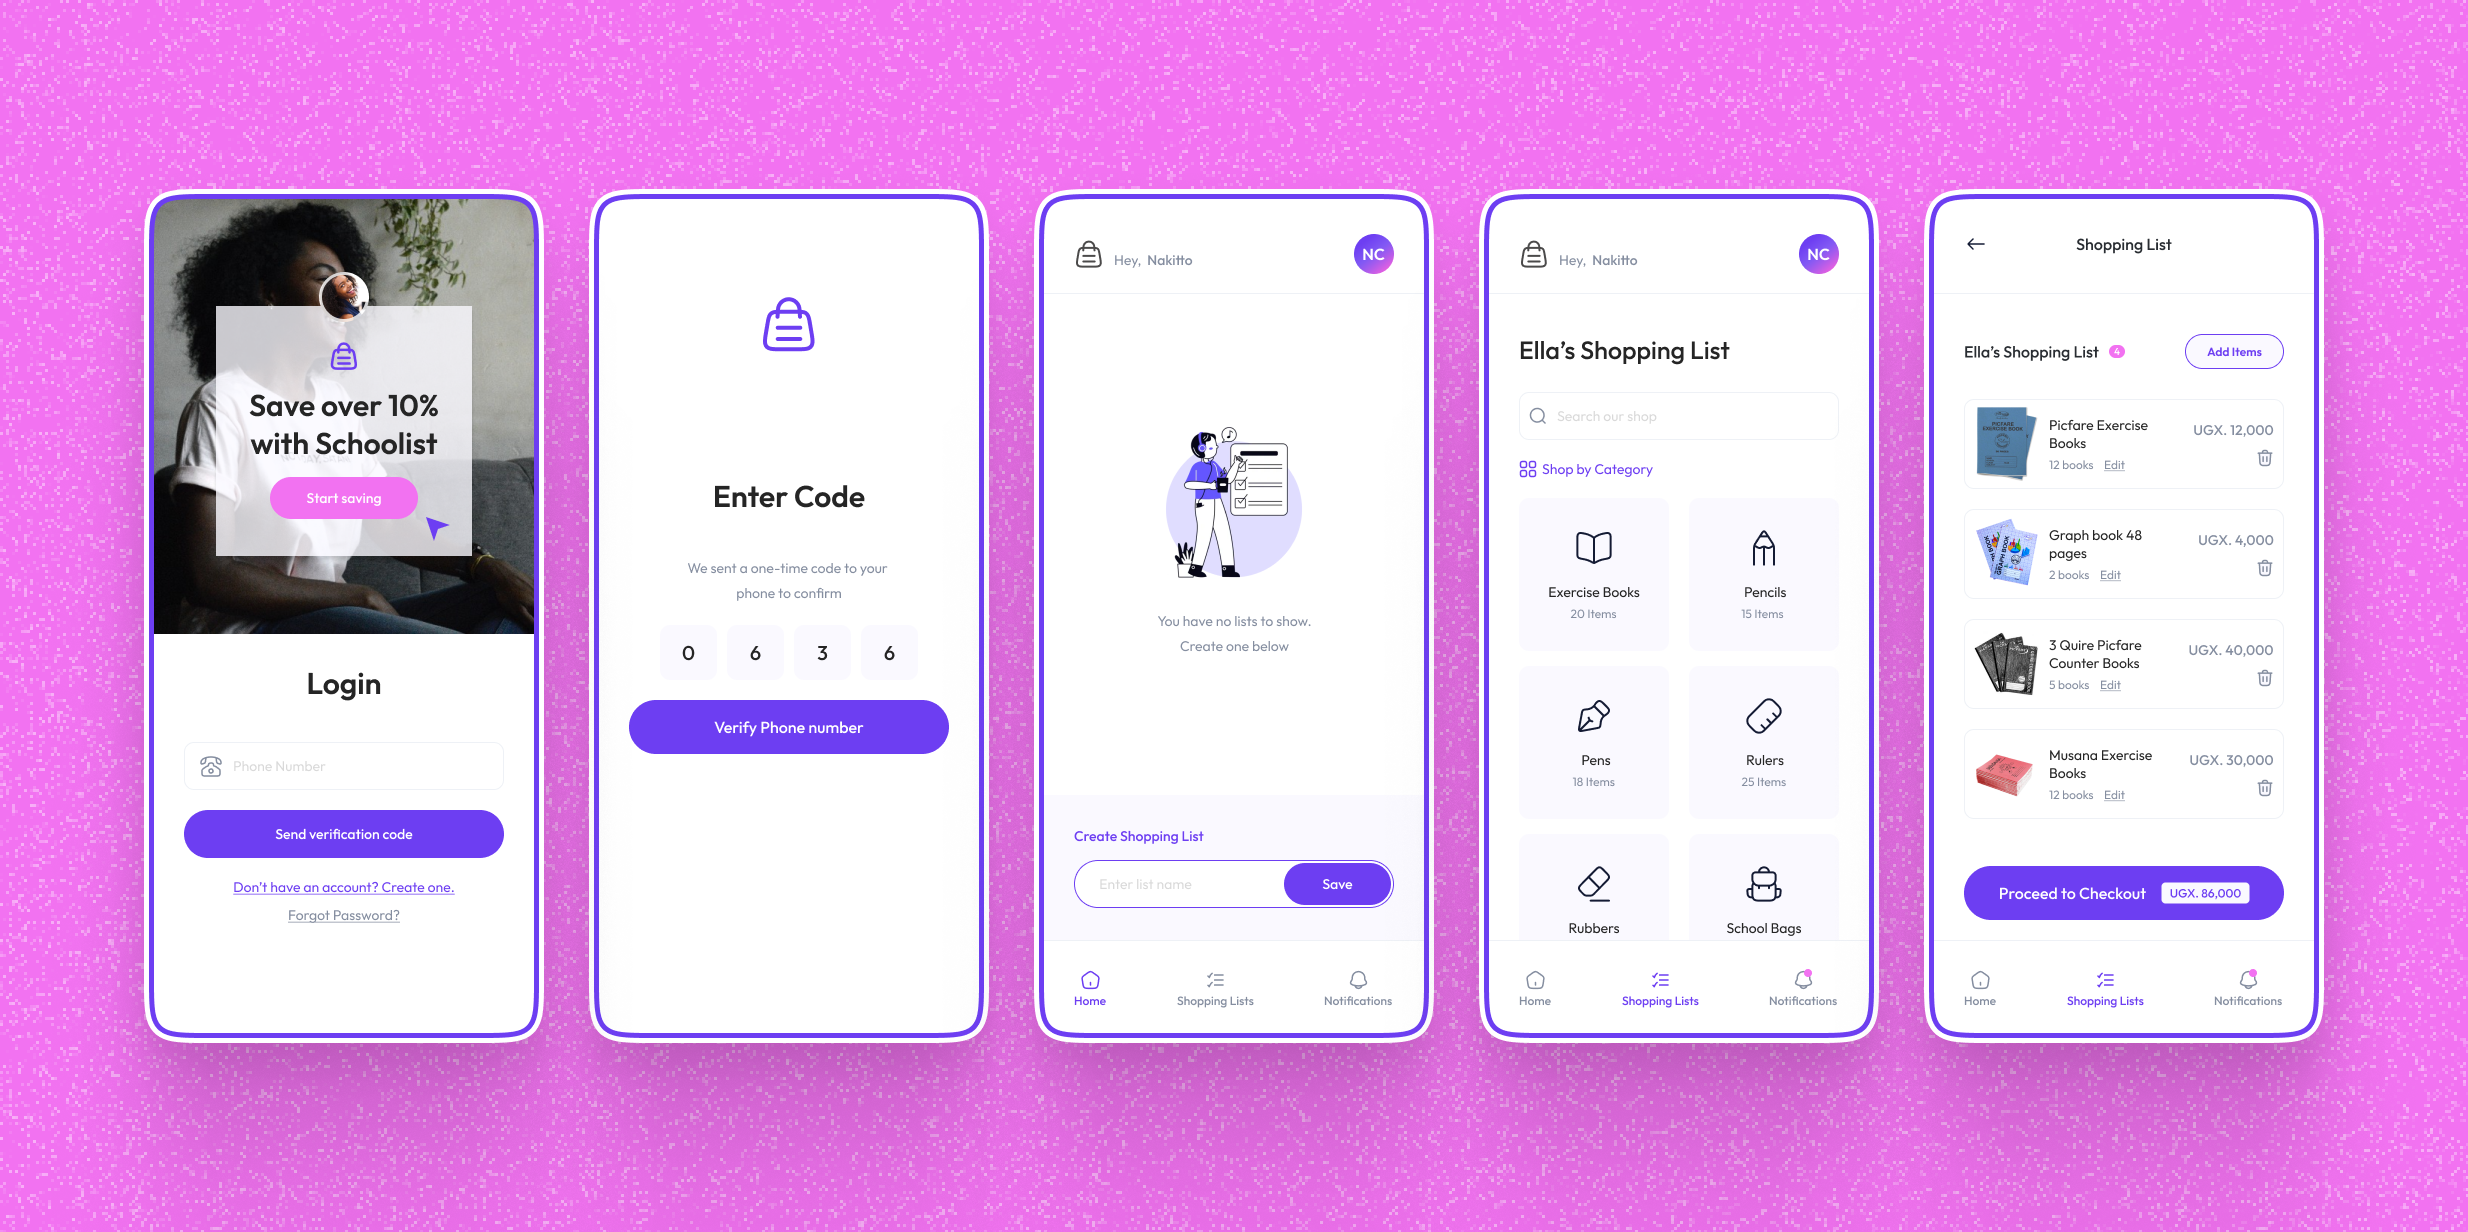 Save over 10%
with Schoolist
Start saving
Login
Phone Number
Send verification code
Don't have an account? Create one.
Forgot Password?
Enter Code
We sent a one-time code to your
phone to confirm
0 6 3 6
Verify Phone number
Hey, Nakitto
NC
You have no lists to show.
Create one below
Create Shopping List
Enter list name
Save
Home
Shopping Lists
Notifications
Hey, Nakitto
NC
Ella's Shopping List
Search our shop
Shop by Category
Exercise Books
20 Items
Pencils
15 Items
Pens
18 Items
Rulers
25 Items
Rubbers
School Bags
Home
Shopping Lists
Notifications
Shopping List
Ella's Shopping List
4
Add Items
PICFARE
EXERCISE BOOK
Picfare Exercise
Books
12 books
Edit
UGX. 12,000
GRAPH BOOK
Graph book 48
pages
2 books
Edit
UGX. 4,000
3 Quire Picfare
Counter Books
5 books
Edit
UGX. 40,000
Musana Exercise
Books
12 books
Edit
UGX. 30,000
Proceed to Checkout
UGX. 86,000
Home
Shopping Lists
Notifications